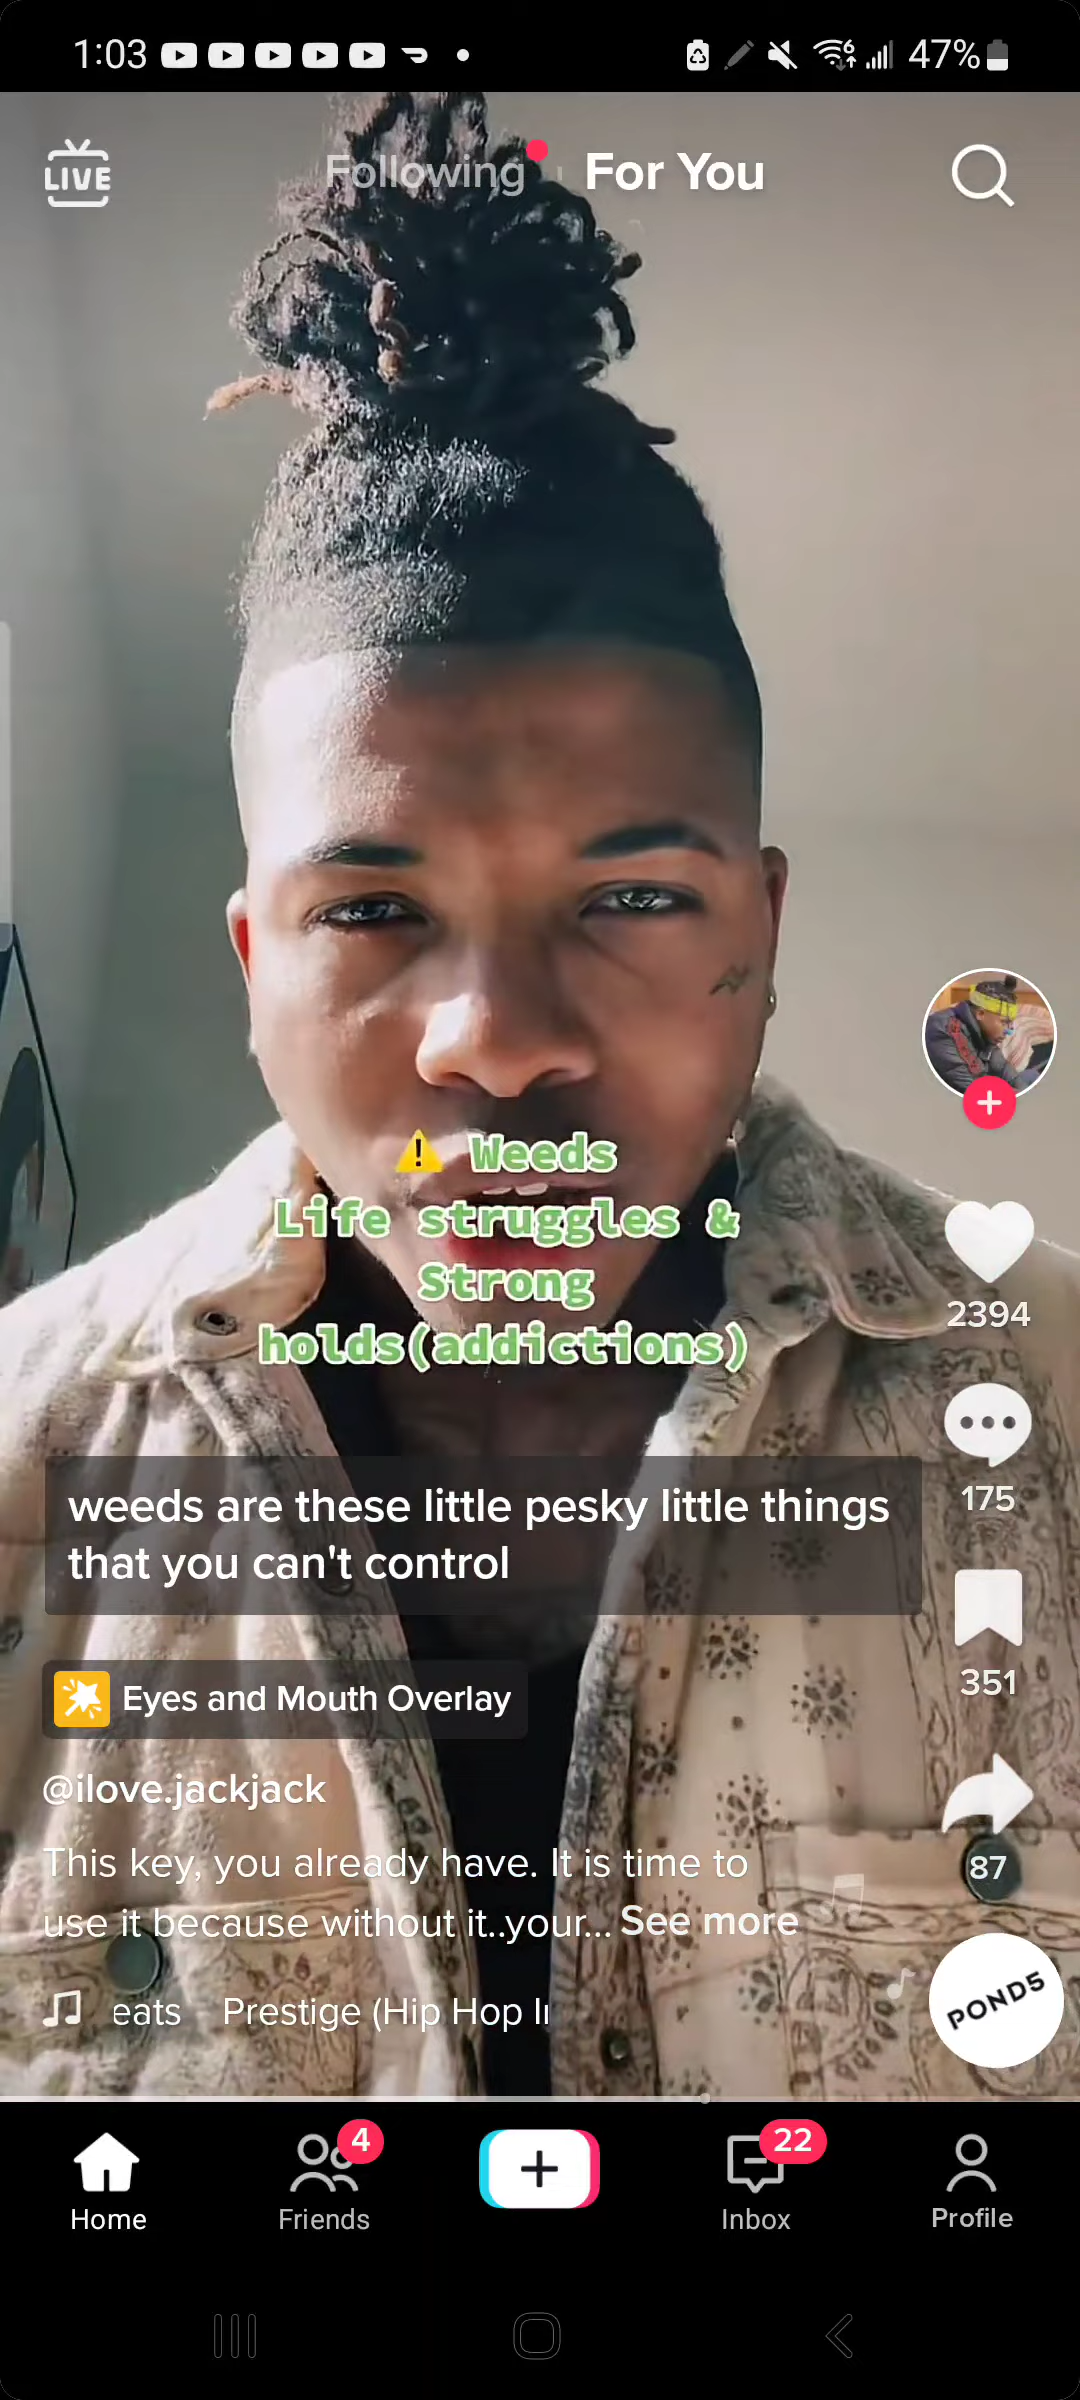 1:03
6
47%
LIVE
Following
For You
⚠️ Weeds
Life struggles &
Strong
holds(addictions)
2394
175
351
87
weeds are these little pesky little things
that you can't control
Eyes and Mouth Overlay
@ilove.jackjack
This key, you already have. It is time to
use it because without it..your... See more
eats Prestige (Hip Hop
POND5
4
22
Home
Friends
Inbox
Profile